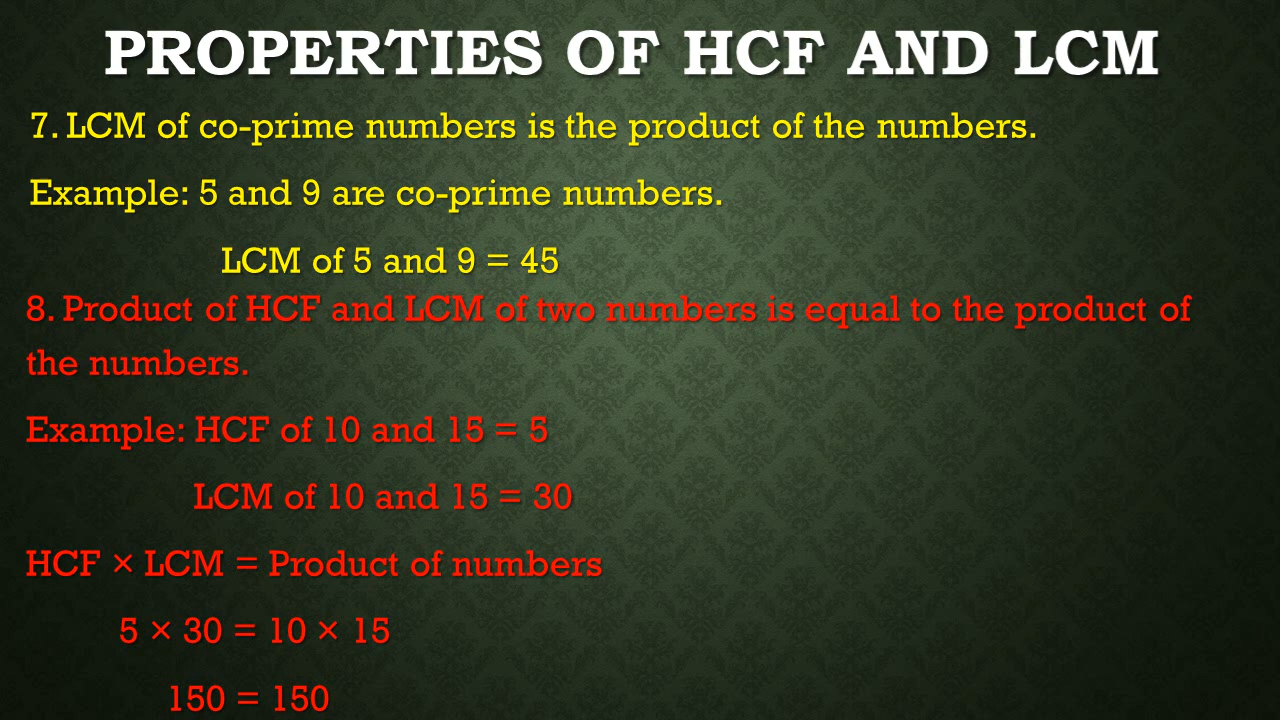 PROPERTIES OF HCF AND LCM
7. LCM of co-prime numbers is the product of the numbers.
Example: 5 and 9 are co-prime numbers.
LCM of 5 and 9 = 45
8. Product of HCF and LCM of two numbers is equal to the product of
the numbers.
Example: HCF of 10 and 15 = 5
LCM of 10 and 15 = 30
HCF × LCM = Product of numbers
5 × 30 = 10 × 15
150 = 150